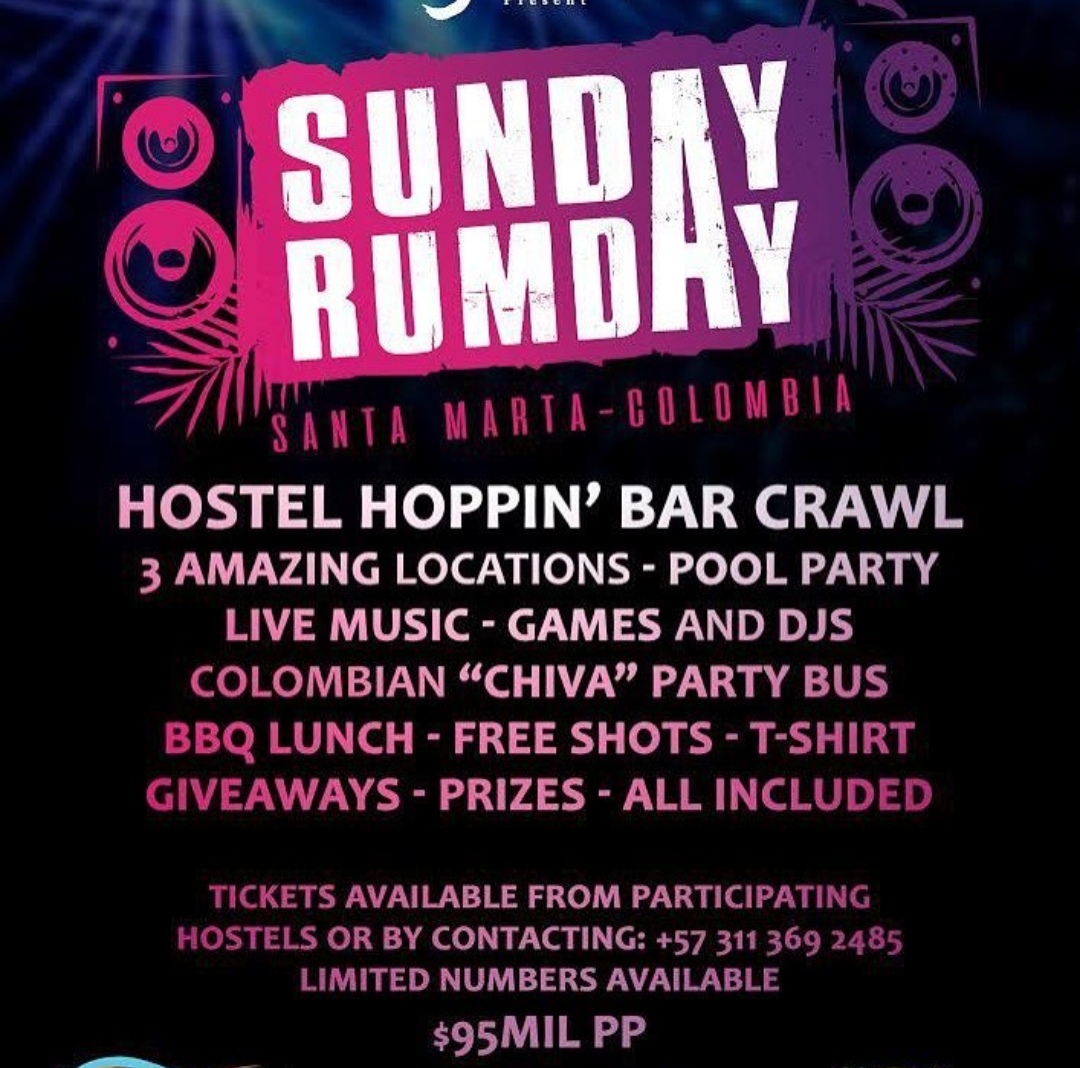 Present
SUNDAY
RUMDAY
SANTA MARTA-COLOMBIA
HOSTEL HOPPIN’ BAR CRAWL
3 AMAZING LOCATIONS - POOL PARTY
LIVE MUSIC - GAMES AND DJS
COLOMBIAN “CHIVA” PARTY BUS
BBQ LUNCH - FREE SHOTS - T-SHIRT
GIVEAWAYS - PRIZES - ALL INCLUDED
TICKETS AVAILABLE FROM PARTICIPATING
HOSTELS OR BY CONTACTING: +57 311 369 2485
LIMITED NUMBERS AVAILABLE
$95MIL PP